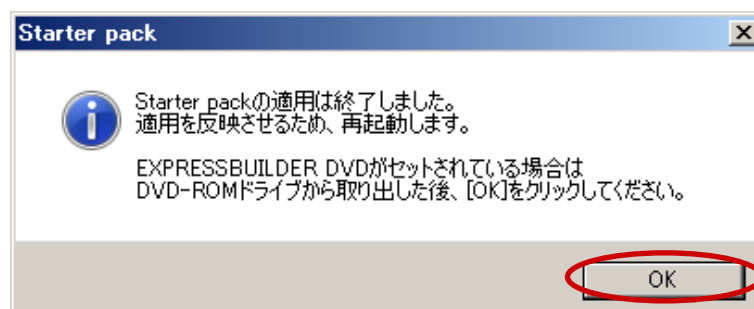 Starter pack
Starter packの適用は終了しました。
適用を反映させるため、再起動します。
EXPRESSBUILDER DVDがセットされている場合は
DVD-ROMドライブから取り出した後、[OK]をクリックしてください。
OK